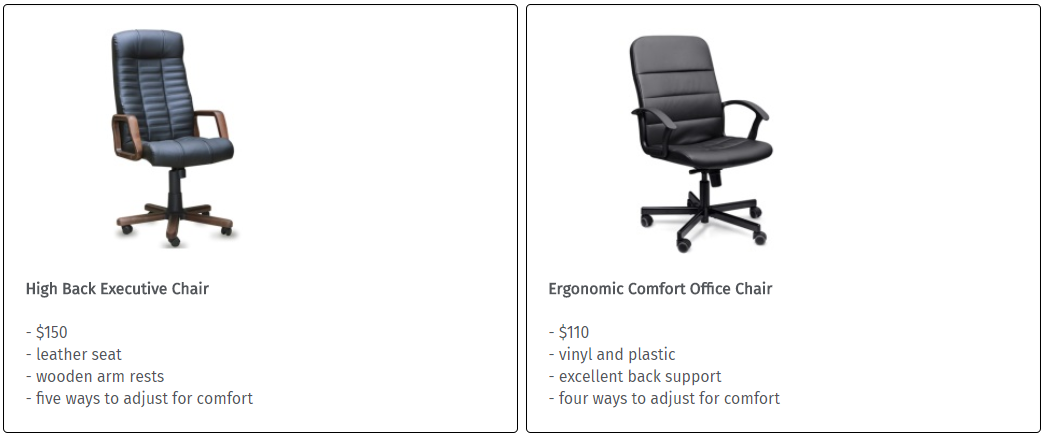 High Back Executive Chair
- $150
- leather seat
- wooden arm rests
- five ways to adjust for comfort
Ergonomic Comfort Office Chair
- $110
- vinyl and plastic
- excellent back support
- four ways to adjust for comfort